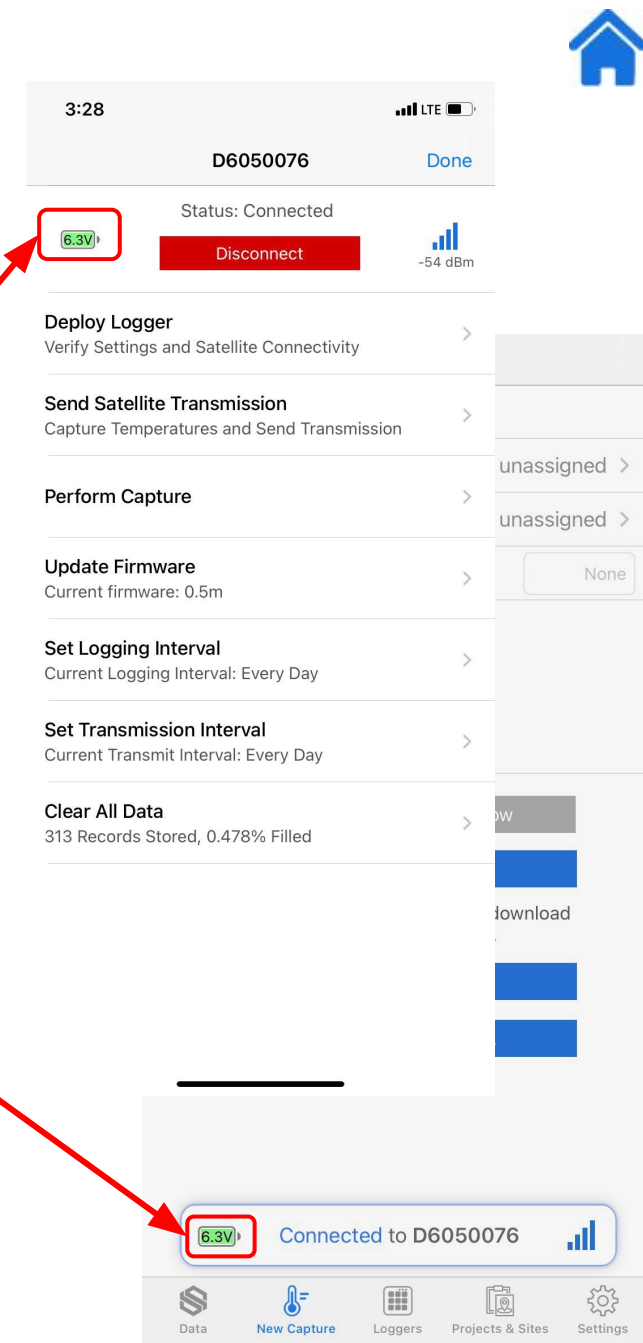 3:28
LTE
D6050076
Done
Status: Connected
6.3V
Disconnect
-54 dBm
Deploy Logger
Verify Settings and Satellite Connectivity
Send Satellite Transmission
Capture Temperatures and Send Transmission
unassigned
Perform Capture
unassigned
Update Firmware
None
Current firmware: 0.5m
Set Logging Interval
Current Logging Interval: Every Day
Set Transmission Interval
Current Transmit Interval: Every Day
Clear All Data
313 Records Stored, 0.478% Filled
download
6.3V
Connected to D6050076
Data
New Capture
Loggers
Projects & Sites
Settings